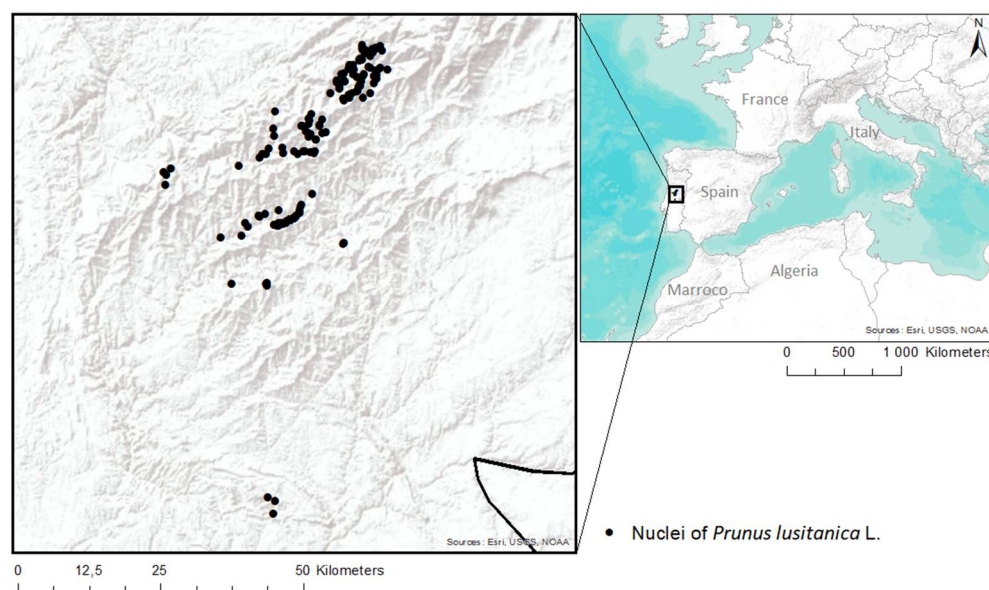 N
France
Italy
Spain
Algeria
Marroco
Sources: Esri, USGS, NOAA
0 500 1 000 Kilometers
Sources: Esri, USGS, NOAA
Nuclei of Prunus lusitanica L.
0 12,5 25 50 Kilometers